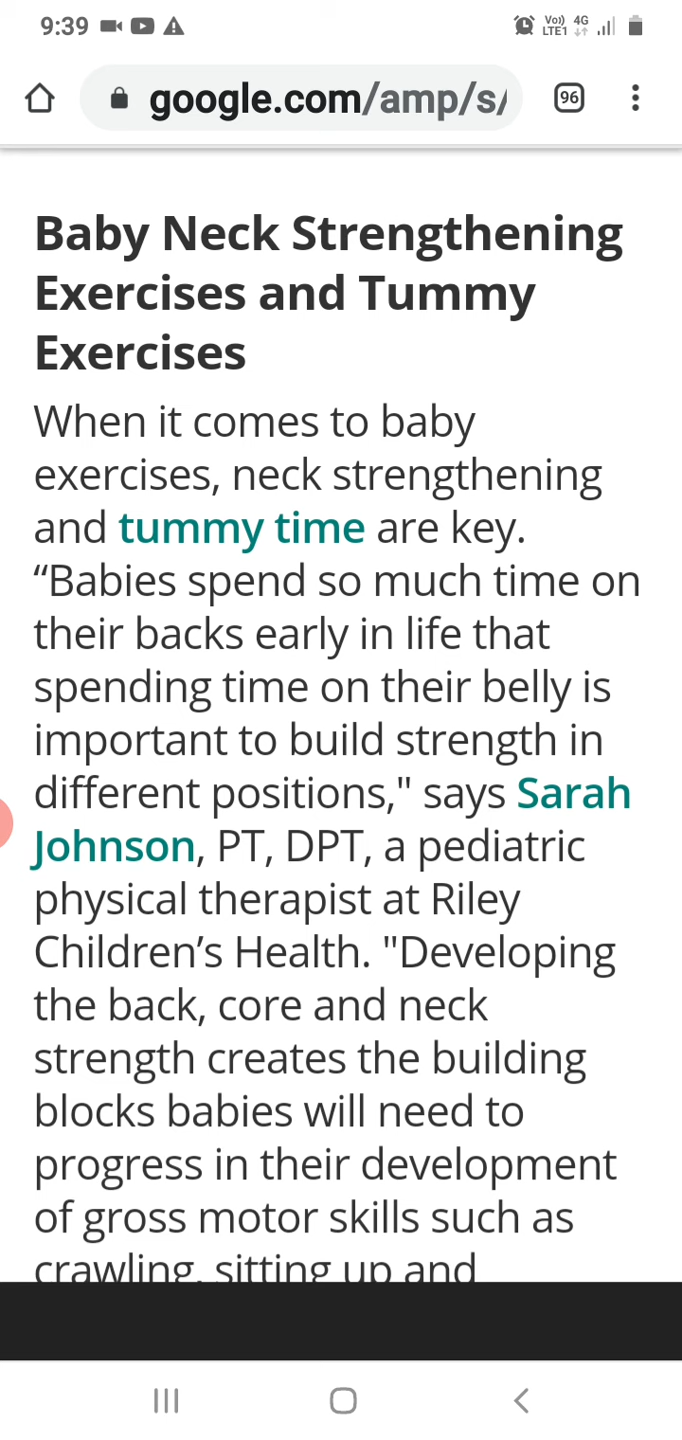 9:39
Vo)) 4G
LTE1
google.com/amp/s/
96
Baby Neck Strengthening
Exercises and Tummy
Exercises
When it comes to baby
exercises, neck strengthening
and tummy time are key.
“Babies spend so much time on
their backs early in life that
spending time on their belly is
important to build strength in
different positions," says Sarah
Johnson, PT, DPT, a pediatric
physical therapist at Riley
Children’s Health. "Developing
the back, core and neck
strength creates the building
blocks babies will need to
progress in their development
of gross motor skills such as
crawling, sitting up and